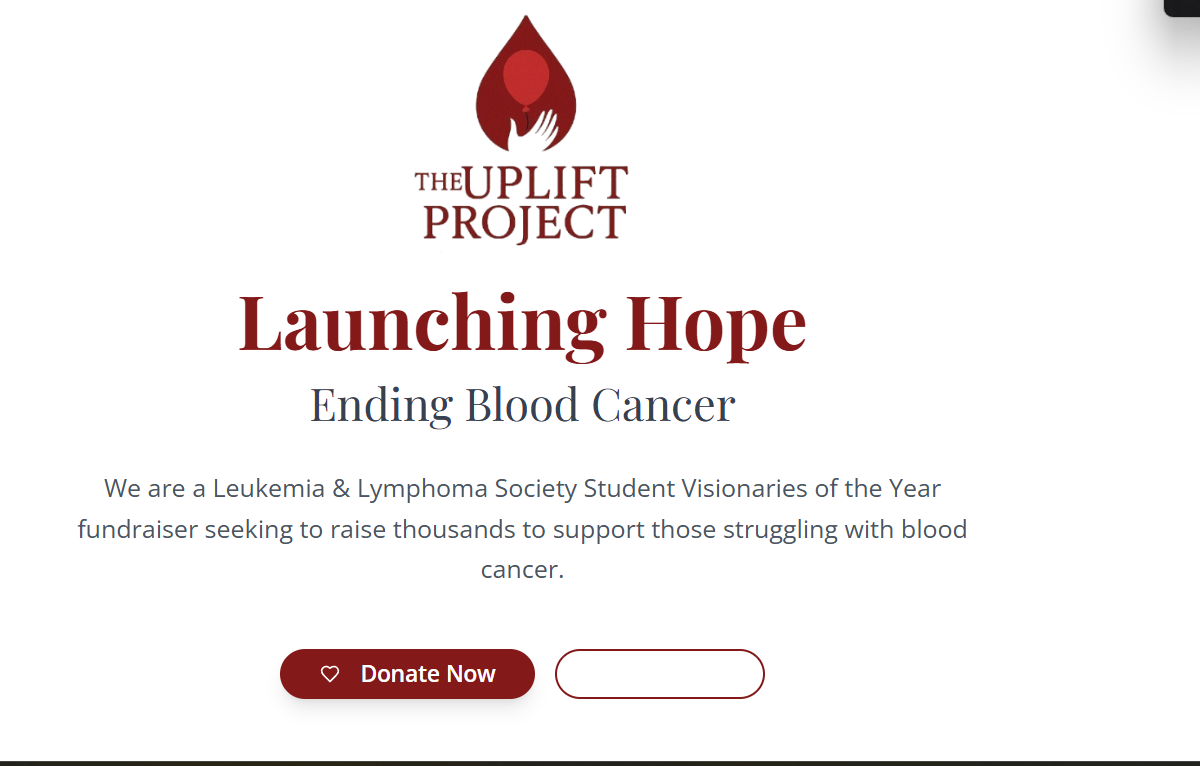 THE UPLIFT
PROJECT
Launching Hope
Ending Blood Cancer
We are a Leukemia & Lymphoma Society Student Visionaries of the Year
fundraiser seeking to raise thousands to support those struggling with blood
cancer.
Donate Now